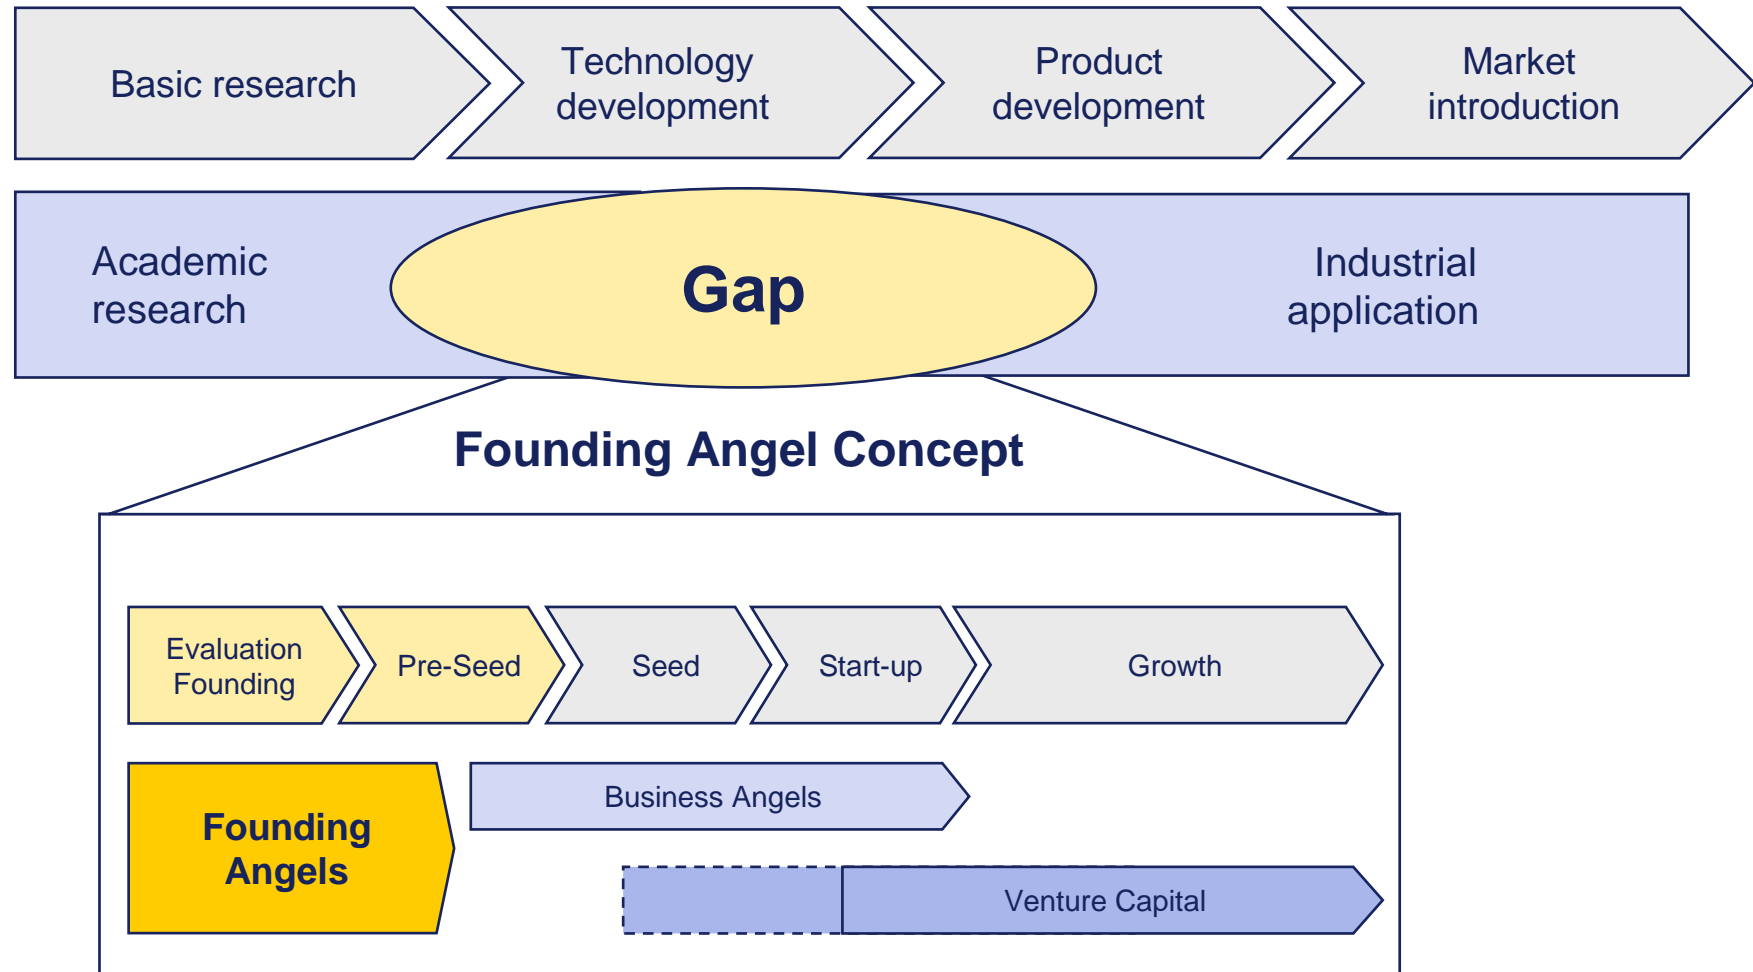 Basic research
Technology
development
Product
development
Market
introduction
Academic
research
Gap
Industrial
application
Founding Angel Concept
Evaluation
Founding
Pre-Seed
Seed
Start-up
Growth
Founding
Angels
Business Angels
Venture Capital